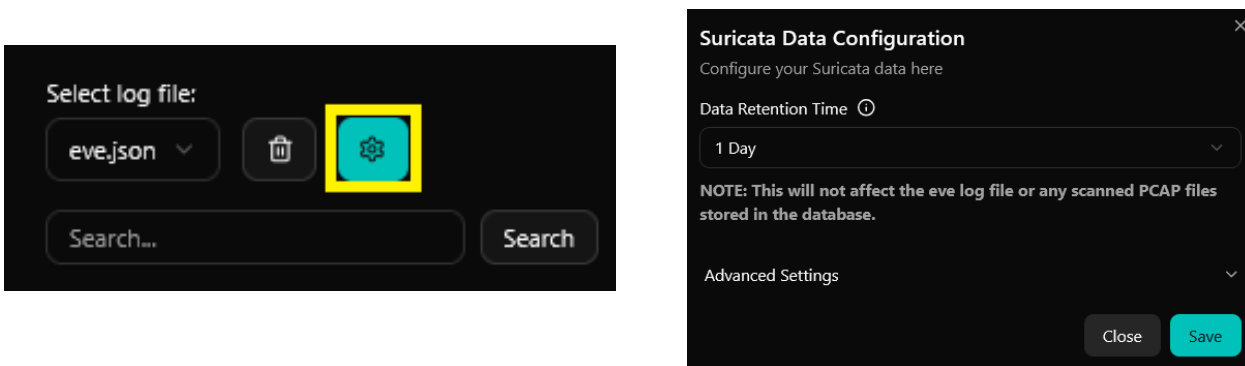 Select log file:
eve.json
Search...
Search
Suricata Data Configuration
Configure your Suricata data here
Data Retention Time
1 Day
NOTE: This will not affect the eve log file or any scanned PCAP files
stored in the database.
Advanced Settings
Close
Save